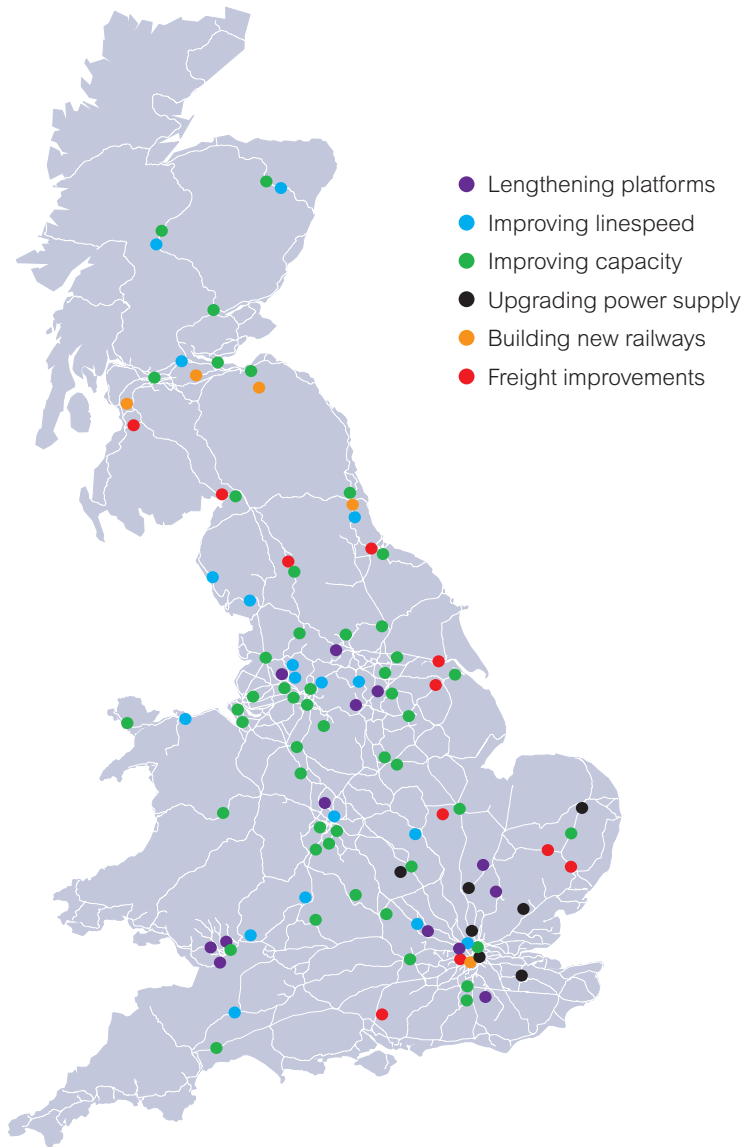 Lengthening platforms
Improving linespeed
Improving capacity
Upgrading power supply
Building new railways
Freight improvements